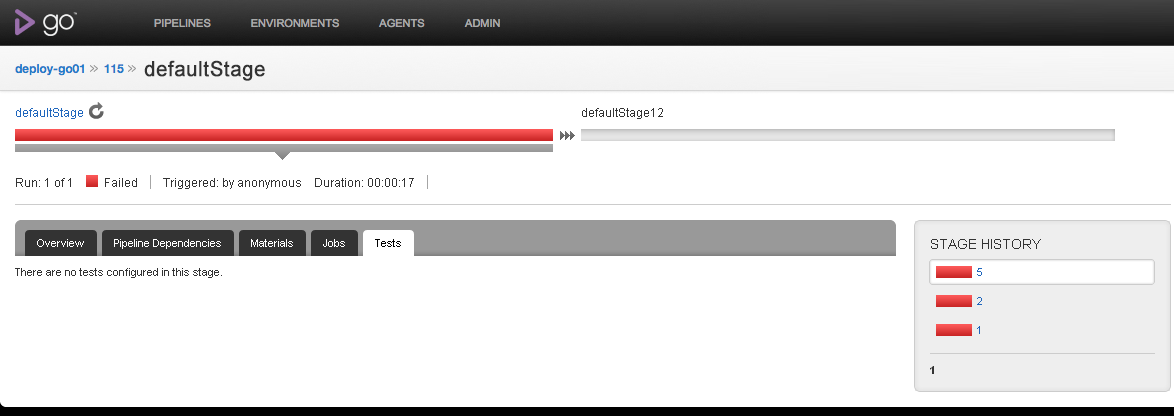 go™ PIPELINES ENVIRONMENTS AGENTS ADMIN
deploy-go01 » 115 » defaultStage
defaultStage defaultStage12
Run: 1 of 1 Failed Triggered: by anonymous Duration: 00:00:17
Overview Pipeline Dependencies Materials Jobs Tests
There are no tests configured in this stage.
STAGE HISTORY
5
2
1
1